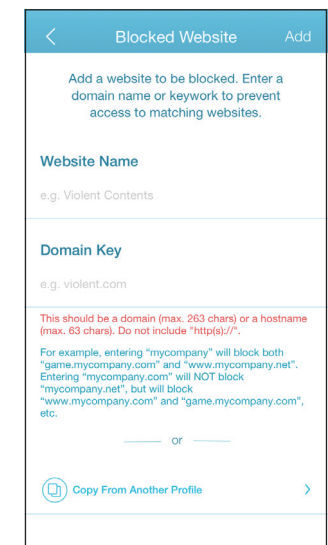 Blocked Website
Add
Add a website to be blocked. Enter a
domain name or keywork to prevent
access to matching websites.
Website Name
e.g. Violent Contents
Domain Key
e.g. violent.com
This should be a domain (max. 263 chars) or a hostname
(max. 63 chars). Do not include "http(s)://".
For example, entering "mycompany" will block both
"game.mycompany.com" and "www.mycompany.net".
Entering "mycompany.com" will NOT block
"mycompany.net", but will block
"www.mycompany.com" and "game.mycompany.com",
etc.
or
Copy From Another Profile